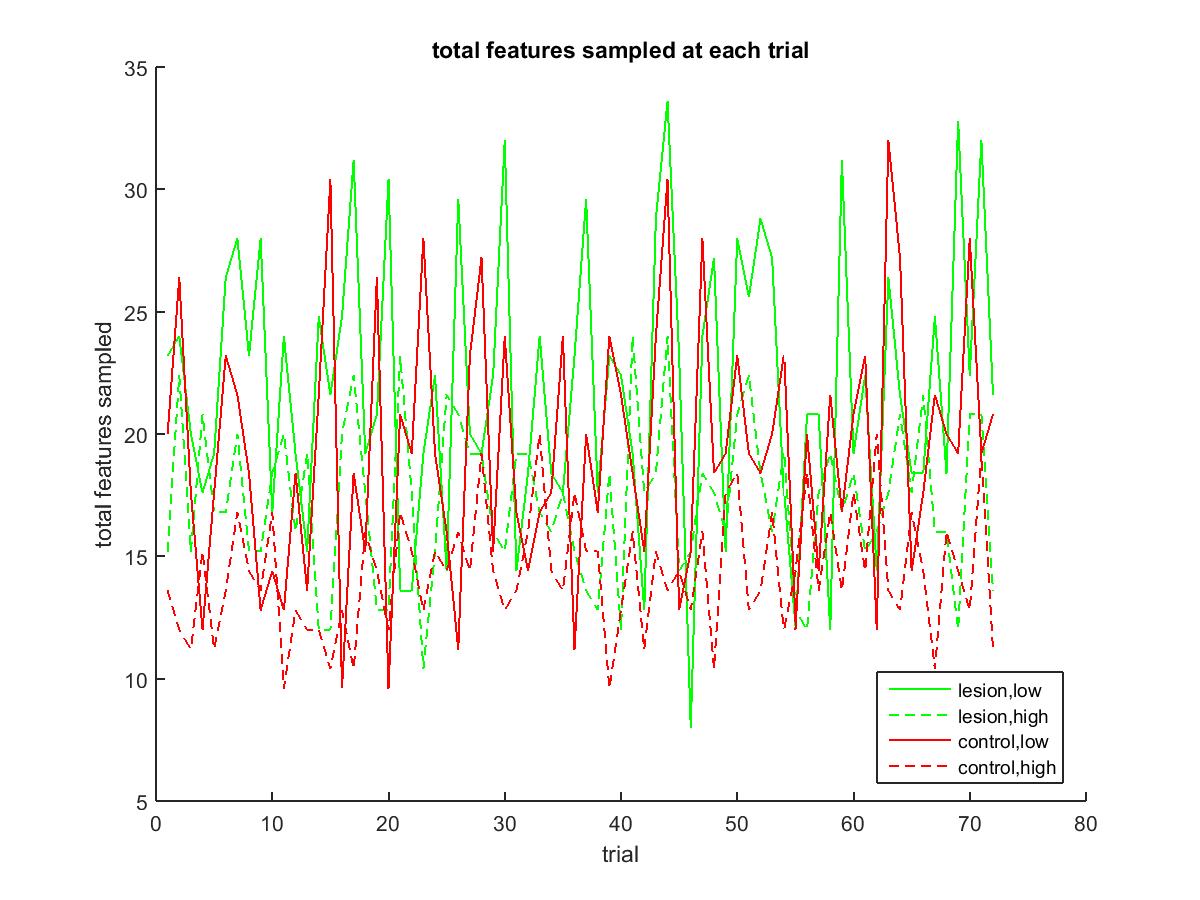 total features sampled at each trial
35
30
25
20
15
10
5
total features sampled
0
10
20
30
40
50
60
70
80
trial
lesion,low
lesion,high
control,low
control,high